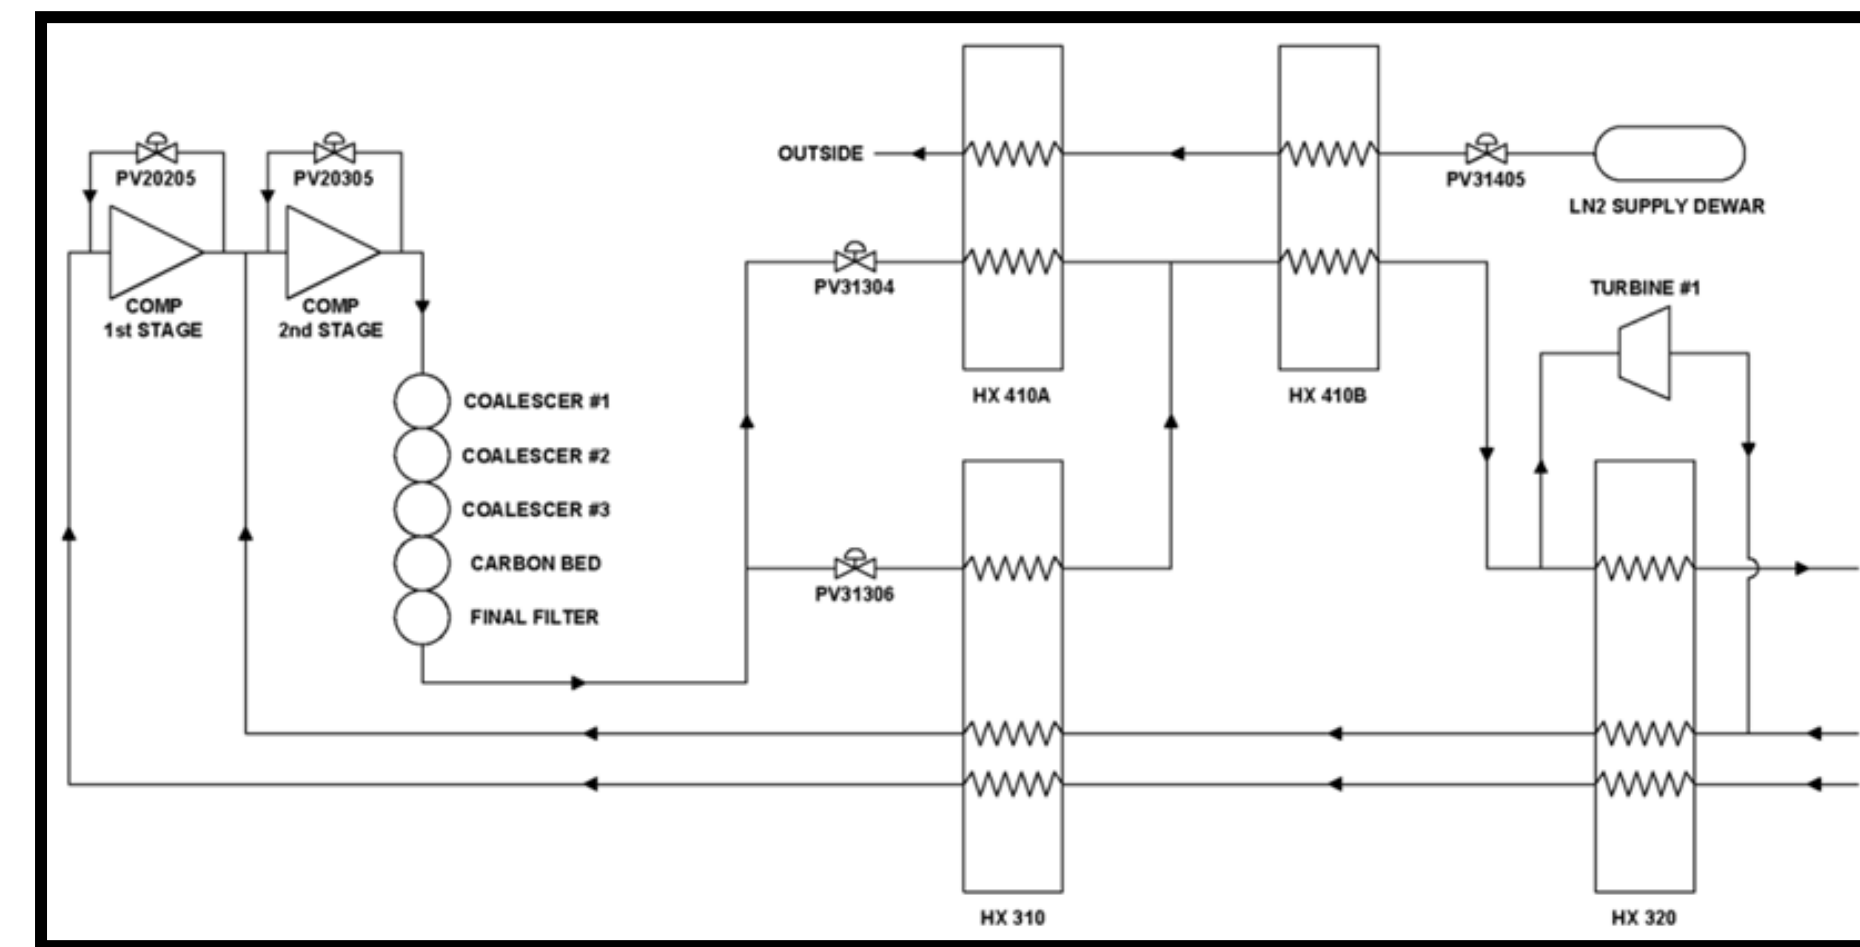 OUTSIDE
PV20205
PV20305
PV31405
LN2 SUPPLY DEWAR
COMP
1st STAGE
COMP
2nd STAGE
PV31304
TURBINE #1
HX 410A
HX 410B
COALESCER #1
COALESCER #2
COALESCER #3
CARBON BED
PV31306
FINAL FILTER
HX 310
HX 320